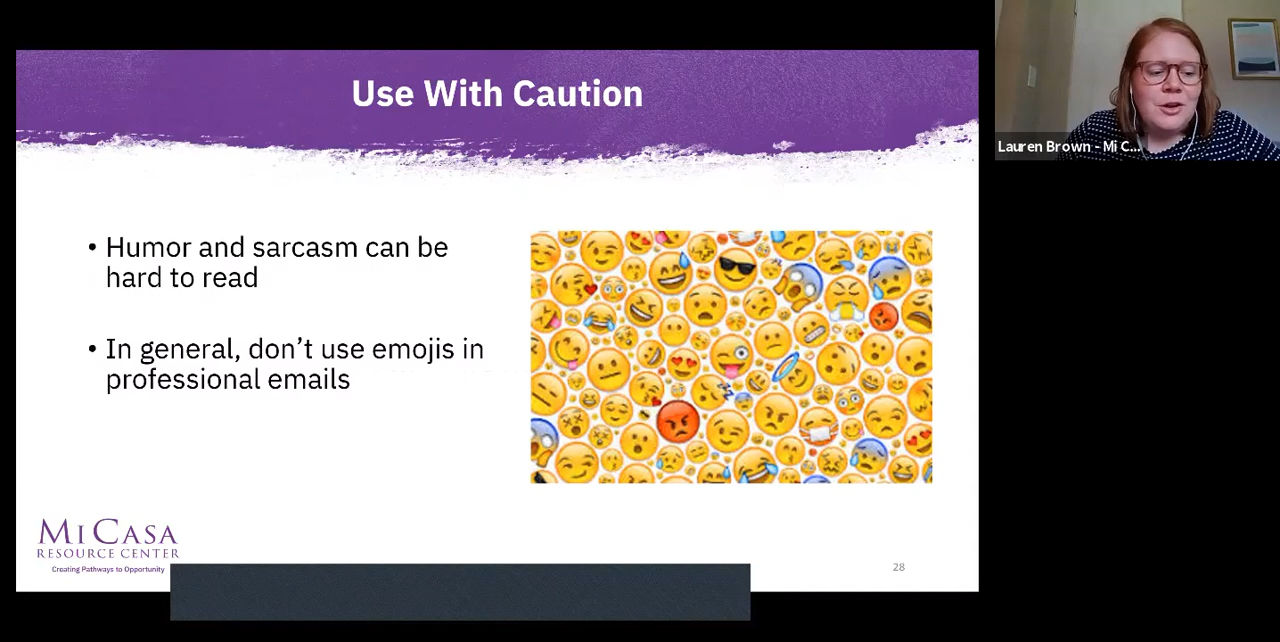 Use With Caution
Lauren Brown - Mi C...
• Humor and sarcasm can be
hard to read
• In general, don’t use emojis in
professional emails
MI CASA
RESOURCE CENTER
Creating Pathways to Opportunity
28